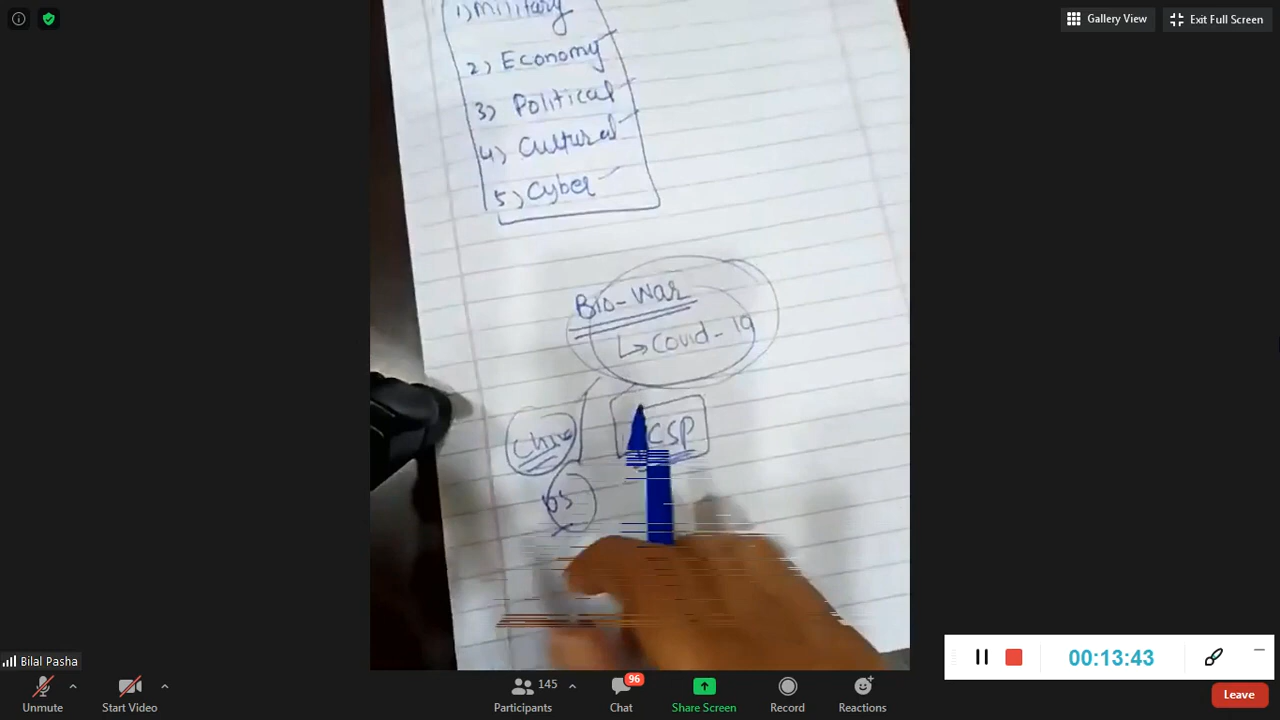 Gallery View
Exit Full Screen
1) Military
2) Economy
3) Political
4) Cultural
5) Cyber
Bio-War
↳ Covid-19
China
CSP
US
Bilal Pasha
00:13:43
Unmute
Start Video
145
Participants
96
Chat
Share Screen
Record
Reactions
Leave